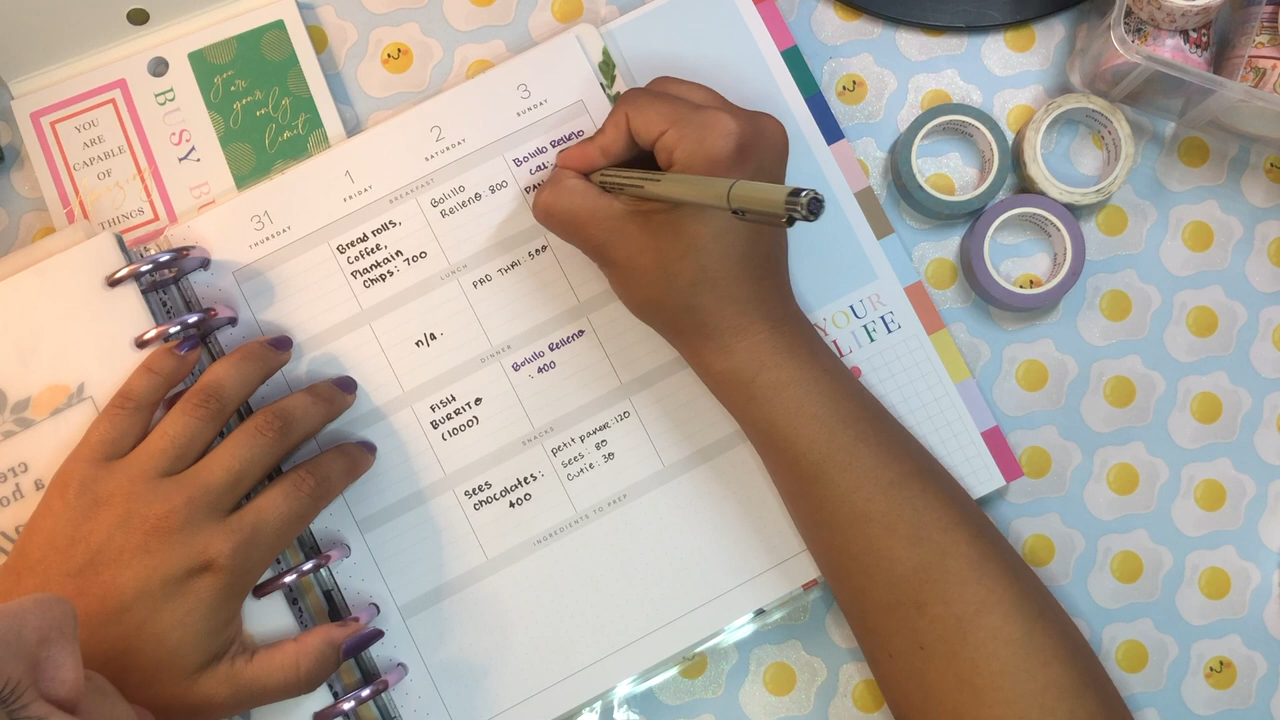 YOU
ARE
CAPABLE
OF
Amazing
THINGS
BUSY
you
are
your
only
limit
31
THURSDAY
1
FRIDAY
2
SATURDAY
3
SUNDAY
BREAKFAST
Bread rolls,
Coffee,
Plantain
Chips: 700
Bolillo
Relleno: 800
Bolillo Relleno
cal:
LUNCH
n/a.
PAD THAI: 500
DINNER
FISH
BURRITO
(1000)
Bolillo Relleno
: 400
SNACKS
sees
chocolates:
400
petit panere: 120
sees: 80
cutie: 30
INGREDIENTS TO PREP
YOUR
LIFE